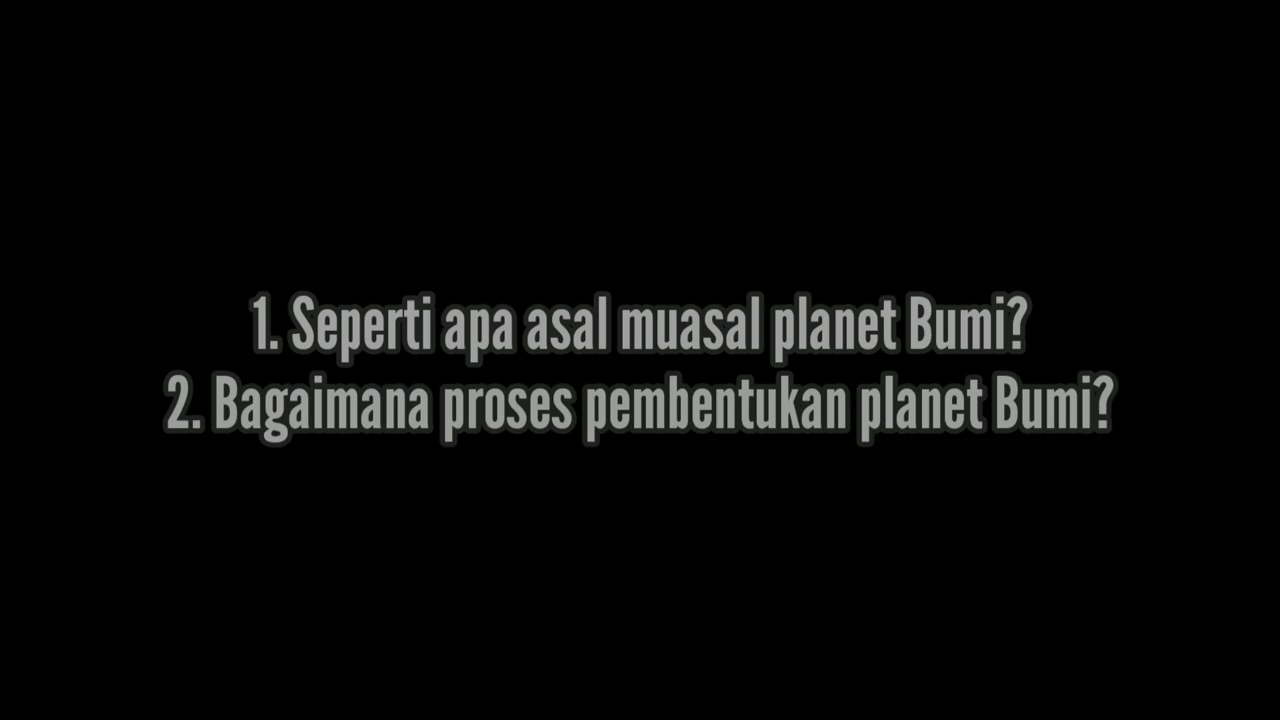 1. Seperti apa asal muasal planet Bumi?
2. Bagaimana proses pembentukan planet Bumi?